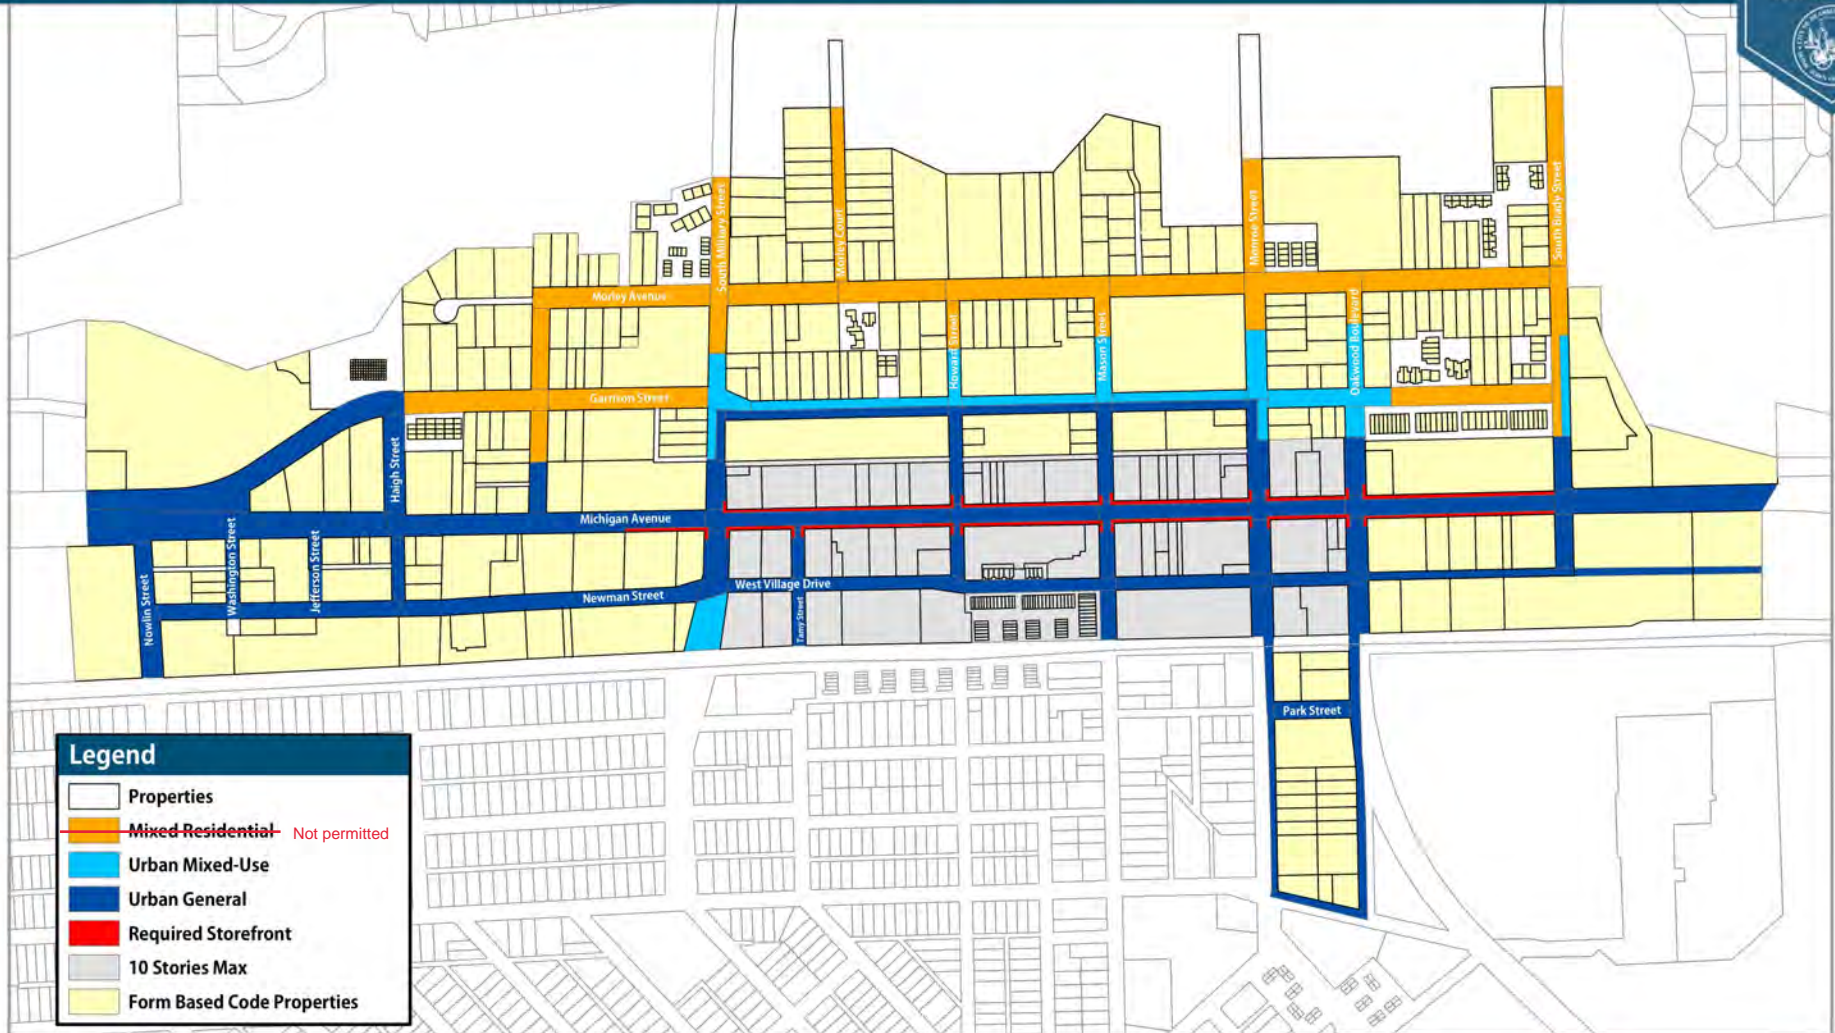 South Military Street
Morley Court
Monroe Street
South Brady Street
Morley Avenue
Howard Street
Mason Street
Oakwood Boulevard
Garrison Street
Haigh Street
Michigan Avenue
Washington Street
Jefferson Street
Nowlin Street
West Village Drive
Newman Street
Tamy Street
Park Street
Legend
Properties
Mixed Residential Not permitted
Urban Mixed-Use
Urban General
Required Storefront
10 Stories Max
Form Based Code Properties